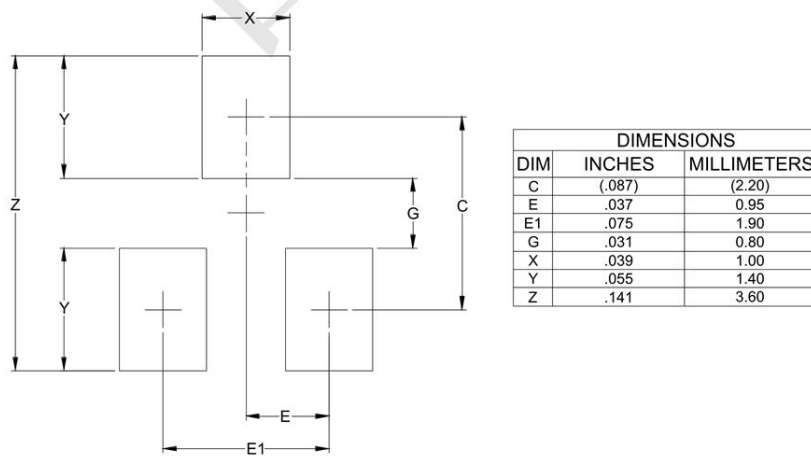 X
Y
Z
G
C
Y
E
E1
DIMENSIONS
DIM INCHES MILLIMETERS
C (.087) (2.20)
E .037 0.95
E1 .075 1.90
G .031 0.80
X .039 1.00
Y .055 1.40
Z .141 3.60